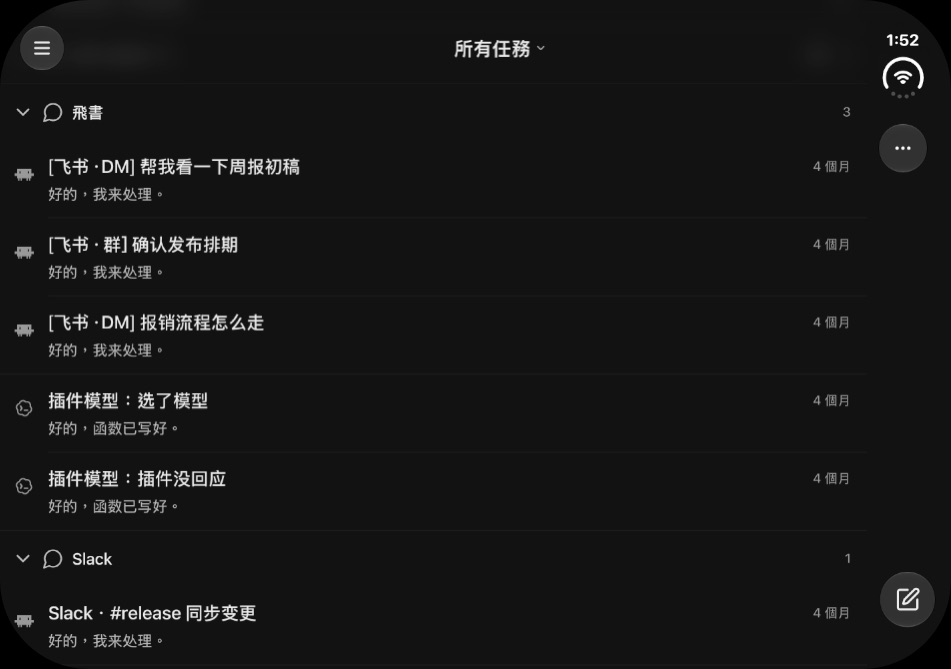 所有任務
1:52
飛書
3
[飞书 · DM] 帮我看一下周报初稿
4 個月
好的，我来处理。
[飞书 · 群] 确认发布排期
4 個月
好的，我来处理。
[飞书 · DM] 报销流程怎么走
4 個月
好的，我来处理。
插件模型：选了模型
4 個月
好的，函数已写好。
插件模型：插件没回应
4 個月
好的，函数已写好。
Slack
1
Slack · #release 同步变更
4 個月
好的，我来处理。